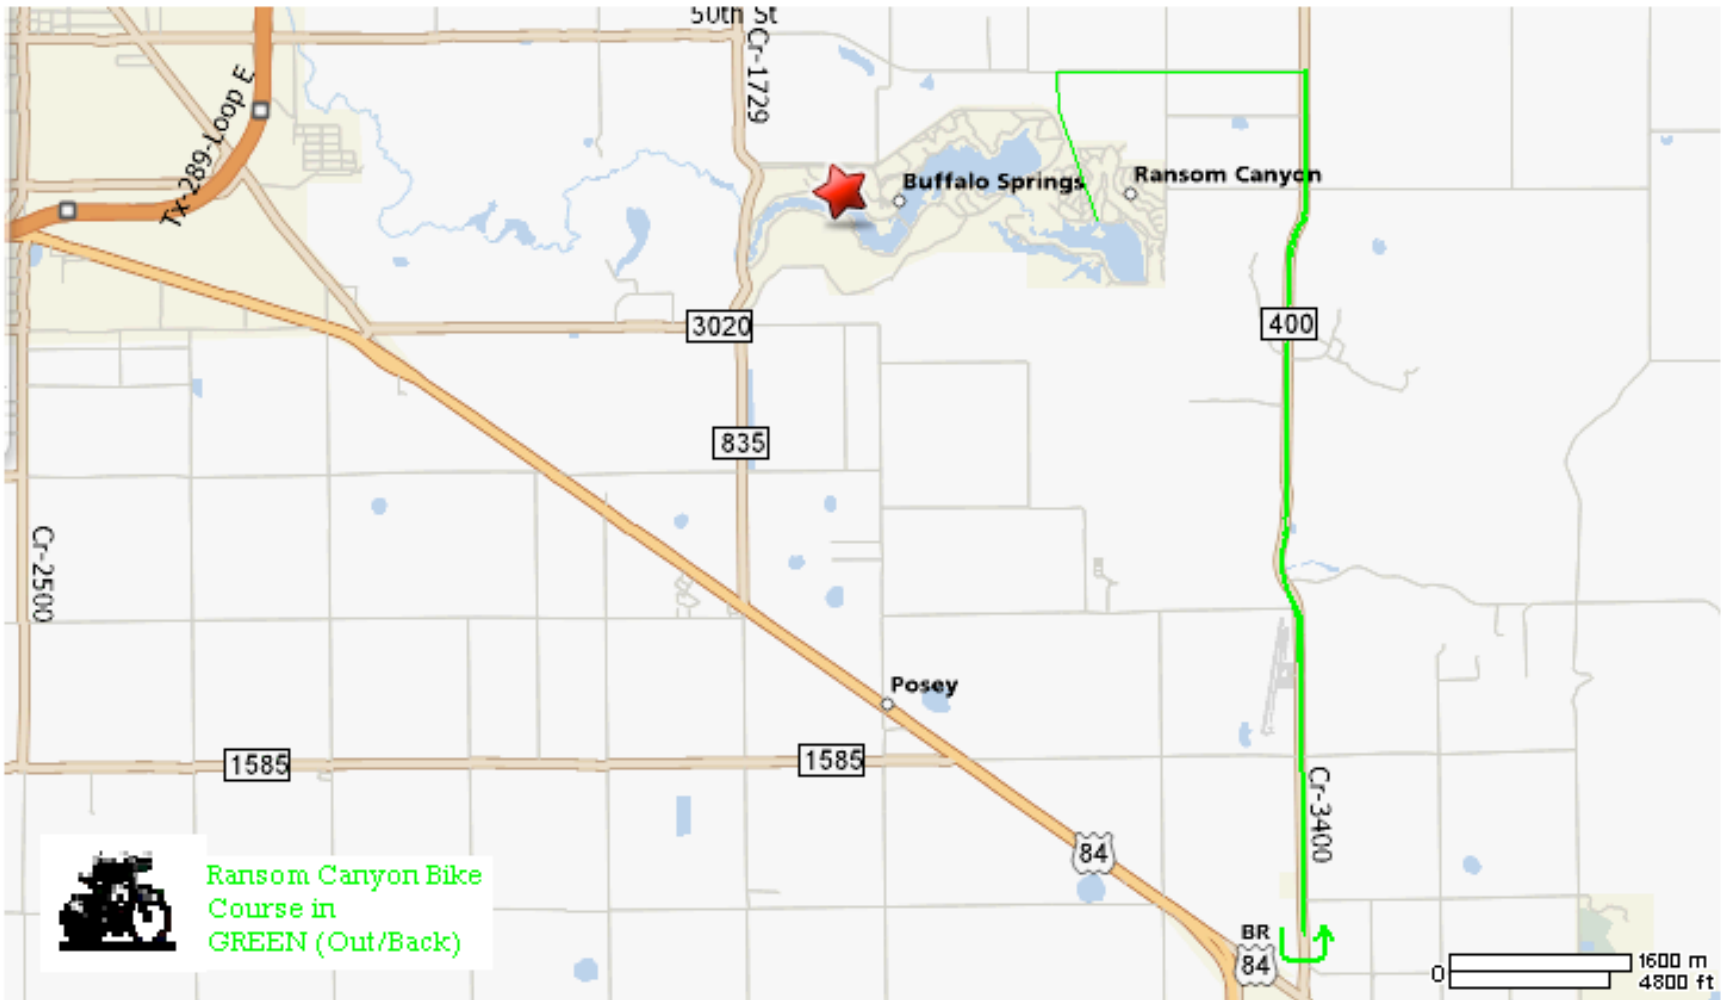 50th St
Cr-1729
Tx-289-Loop E
Buffalo Springs
Ransom Canyon
3020
400
835
Cr-2500
Posey
1585
1585
Cr-3400
84
Ransom Canyon Bike
Course in
GREEN (Out/Back)
BR
84
0
1600 m
4800 ft